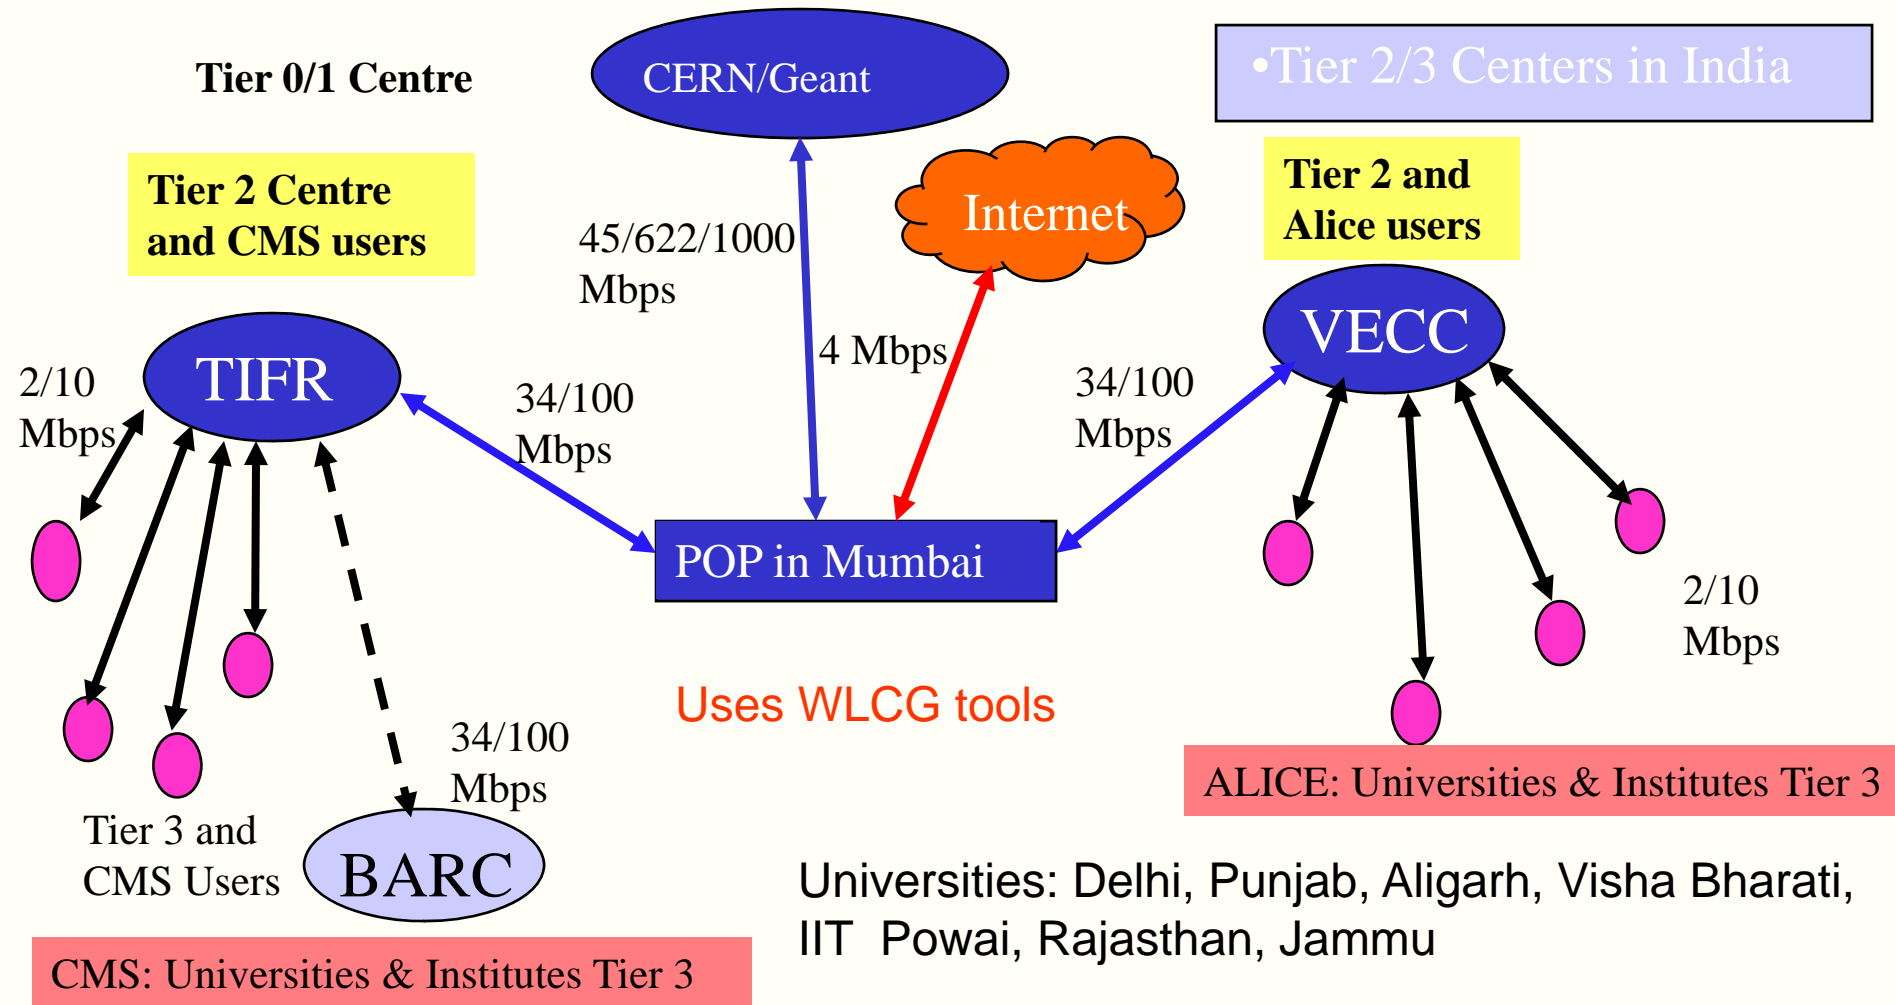 Tier 0/1 Centre
CERN/Geant
•Tier 2/3 Centers in India
Tier 2 Centre
and CMS users
45/622/1000
Mbps
Internet
Tier 2 and
Alice users
TIFR
2/10
Mbps
34/100
Mbps
4 Mbps
34/100
Mbps
VECC
POP in Mumbai
2/10
Mbps
Uses WLCG tools
34/100
Mbps
Tier 3 and
CMS Users
BARC
ALICE: Universities & Institutes Tier 3
Universities: Delhi, Punjab, Aligarh, Visha Bharati,
IIT  Powai, Rajasthan, Jammu
CMS: Universities & Institutes Tier 3